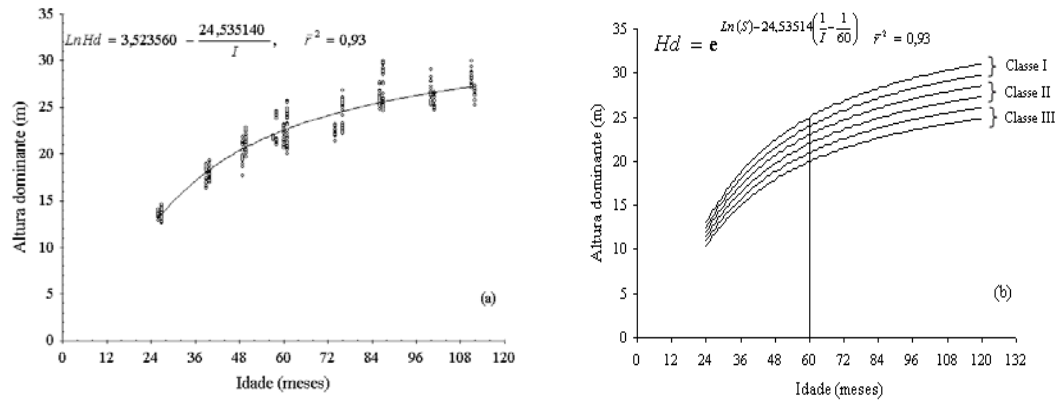 (a)
LnHd = 3,523560 − 24,535140 / I , r̄² = 0,93
35
30
25
20
15
10
5
0
Altura dominante (m)
0 12 24 36 48 60 72 84 96 108 120
Idade (meses)
(b)
Hd = e^(Ln(S)−24,53514(1/I − 1/60)) r̄² = 0,93
35
30
25
20
15
10
5
0
Altura dominante (m)
Classe I
Classe II
Classe III
0 12 24 36 48 60 72 84 96 108 120 132
Idade (meses)